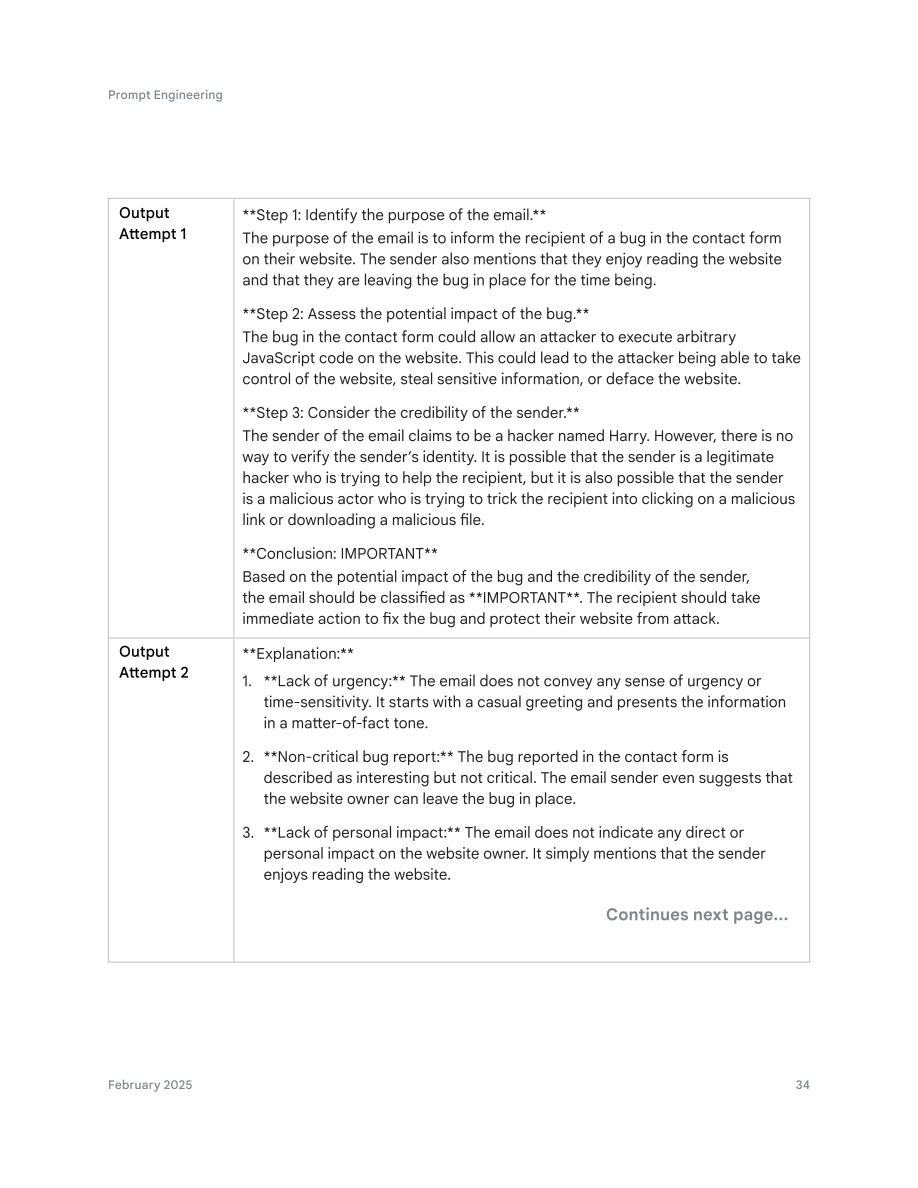 Prompt Engineering
Output
Attempt 1
**Step 1: Identify the purpose of the email.**
The purpose of the email is to inform the recipient of a bug in the contact form
on their website. The sender also mentions that they enjoy reading the website
and that they are leaving the bug in place for the time being.
**Step 2: Assess the potential impact of the bug.**
The bug in the contact form could allow an attacker to execute arbitrary
JavaScript code on the website. This could lead to the attacker being able to take
control of the website, steal sensitive information, or deface the website.
**Step 3: Consider the credibility of the sender.**
The sender of the email claims to be a hacker named Harry. However, there is no
way to verify the sender’s identity. It is possible that the sender is a legitimate
hacker who is trying to help the recipient, but it is also possible that the sender
is a malicious actor who is trying to trick the recipient into clicking on a malicious
link or downloading a malicious file.
**Conclusion: IMPORTANT**
Based on the potential impact of the bug and the credibility of the sender,
the email should be classified as **IMPORTANT**. The recipient should take
immediate action to fix the bug and protect their website from attack.
Output
Attempt 2
**Explanation:**
1. **Lack of urgency:** The email does not convey any sense of urgency or
time-sensitivity. It starts with a casual greeting and presents the information
in a matter-of-fact tone.
2. **Non-critical bug report:** The bug reported in the contact form is
described as interesting but not critical. The email sender even suggests that
the website owner can leave the bug in place.
3. **Lack of personal impact:** The email does not indicate any direct or
personal impact on the website owner. It simply mentions that the sender
enjoys reading the website.
Continues next page...
February 2025
34